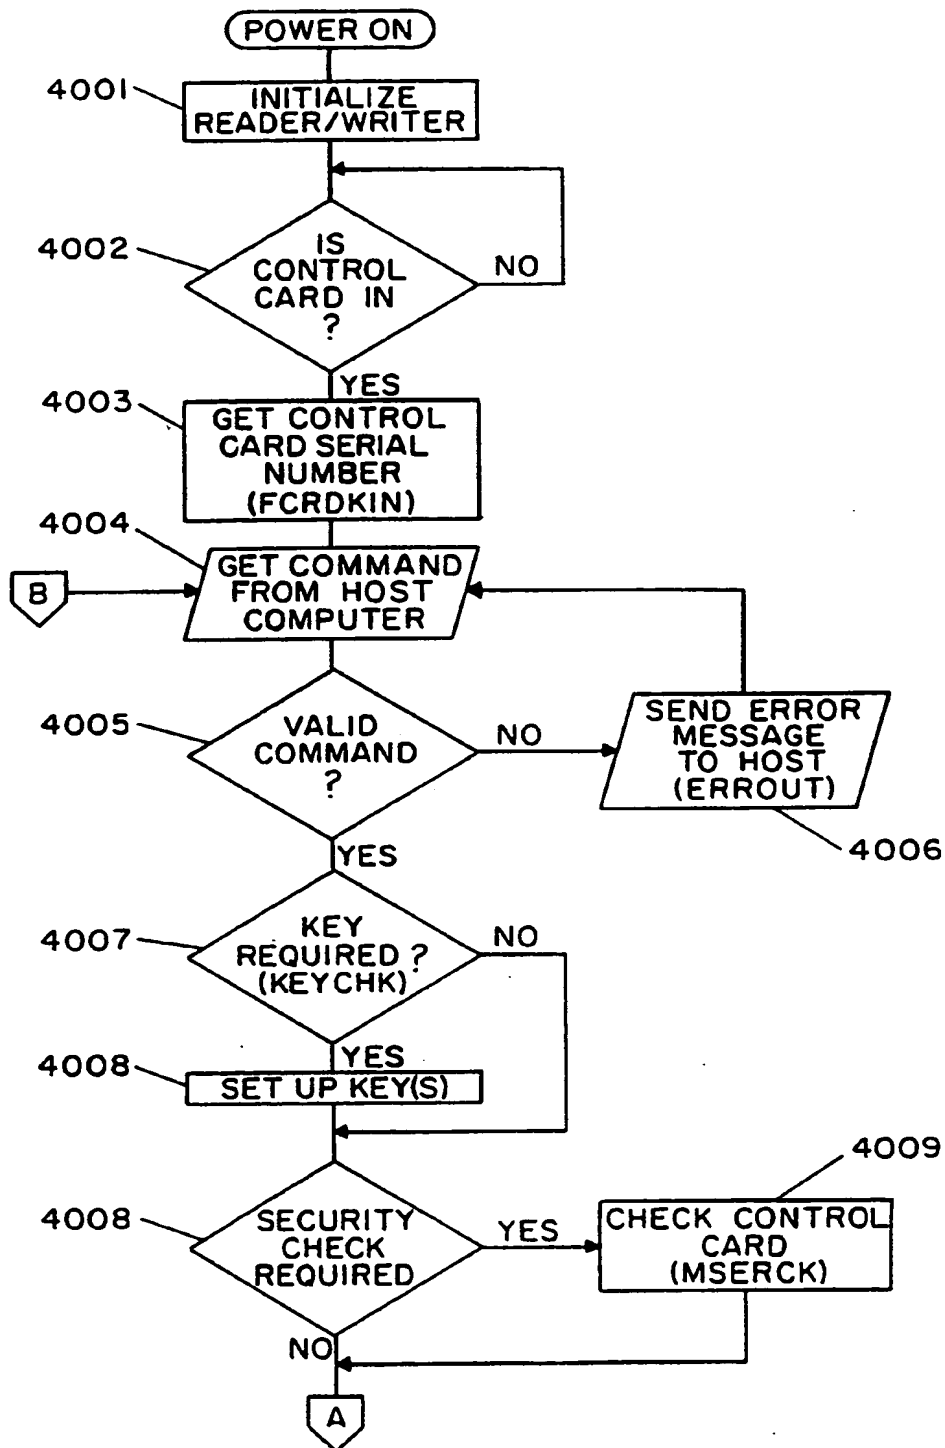 POWER ON
4001
INITIALIZE
READER/WRITER
4002
IS
CONTROL
CARD IN
?
NO
YES
4003
GET CONTROL
CARD SERIAL
NUMBER
(FCRDKIN)
4004
B
GET COMMAND
FROM HOST
COMPUTER
4005
VALID
COMMAND
?
NO
SEND ERROR
MESSAGE
TO HOST
(ERROUT)
4006
YES
4007
KEY
REQUIRED?
(KEYCHK)
NO
YES
4008
SET UP KEY(S)
4008
SECURITY
CHECK
REQUIRED
YES
4009
CHECK CONTROL
CARD
(MSERCK)
NO
A